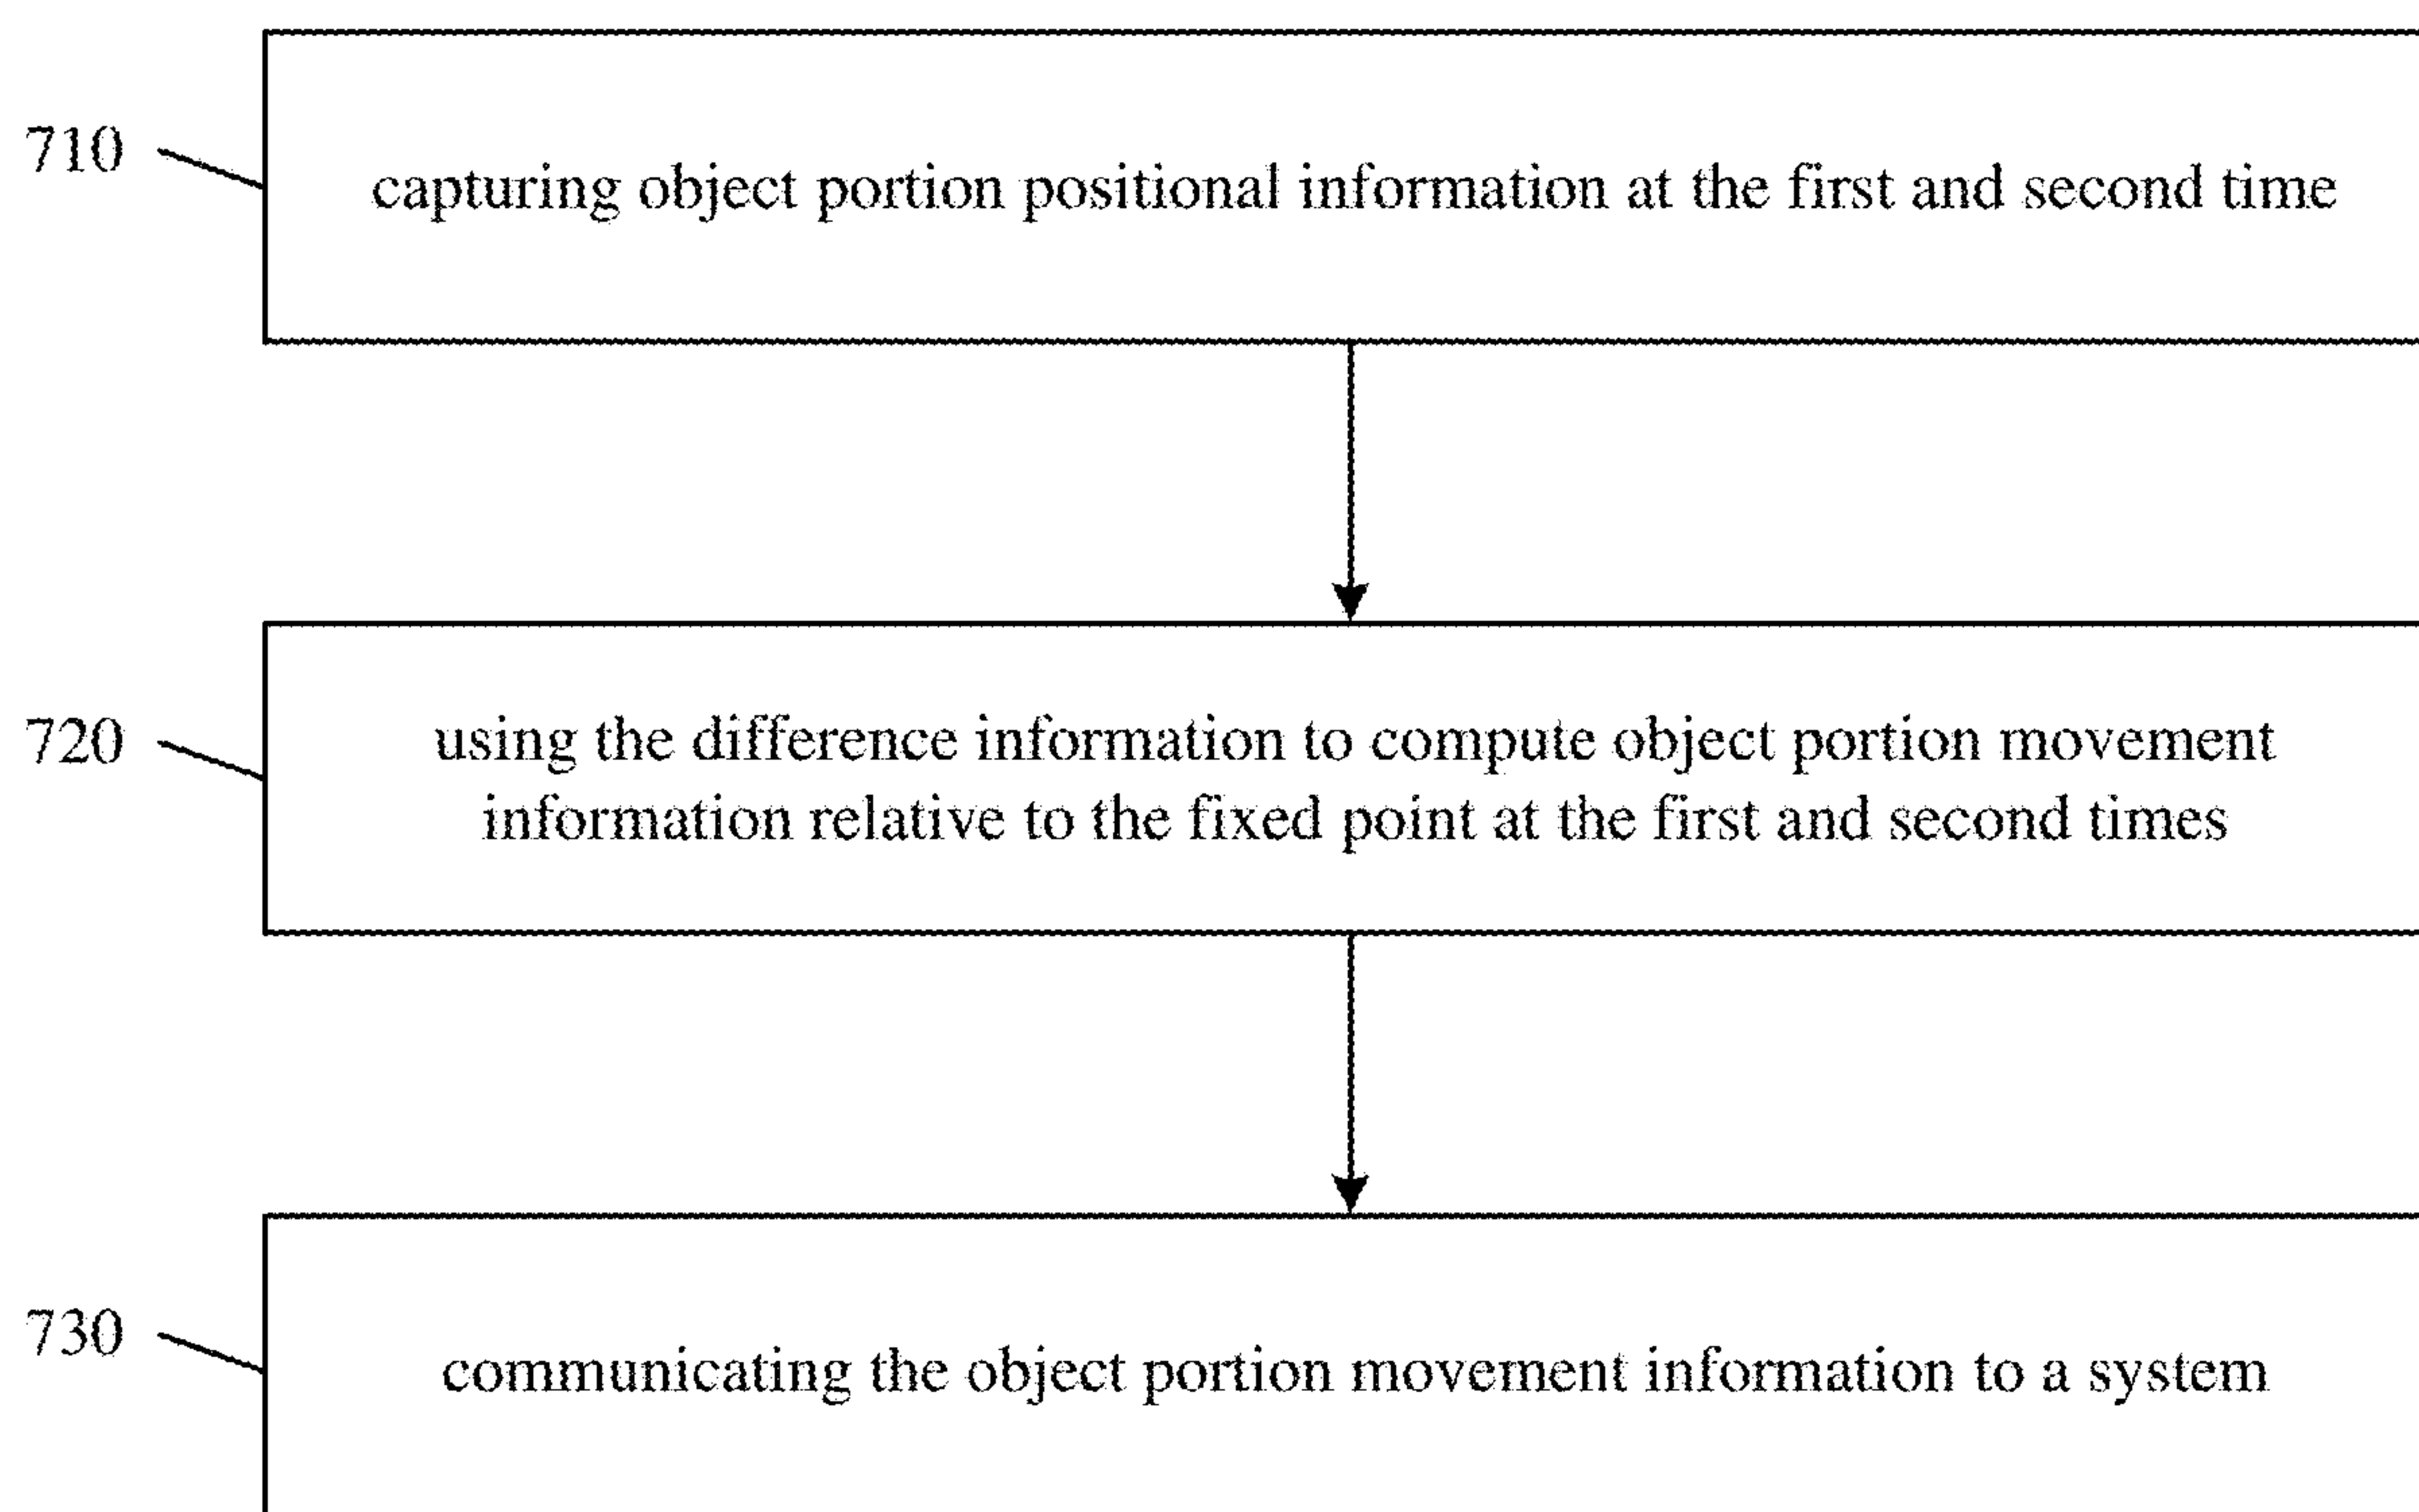 710
capturing object portion positional information at the first and second time
720
using the difference information to compute object portion movement
information relative to the fixed point at the first and second times
730
communicating the object portion movement information to a system